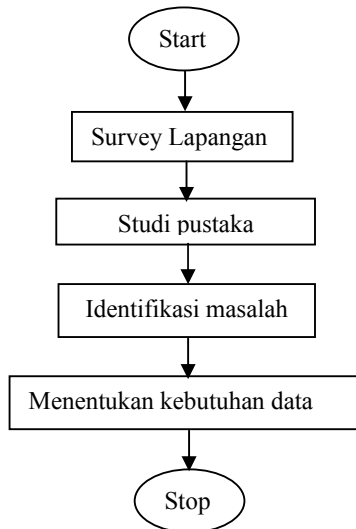 Start
Survey Lapangan
Studi pustaka
Identifikasi masalah
Menentukan kebutuhan data
Stop